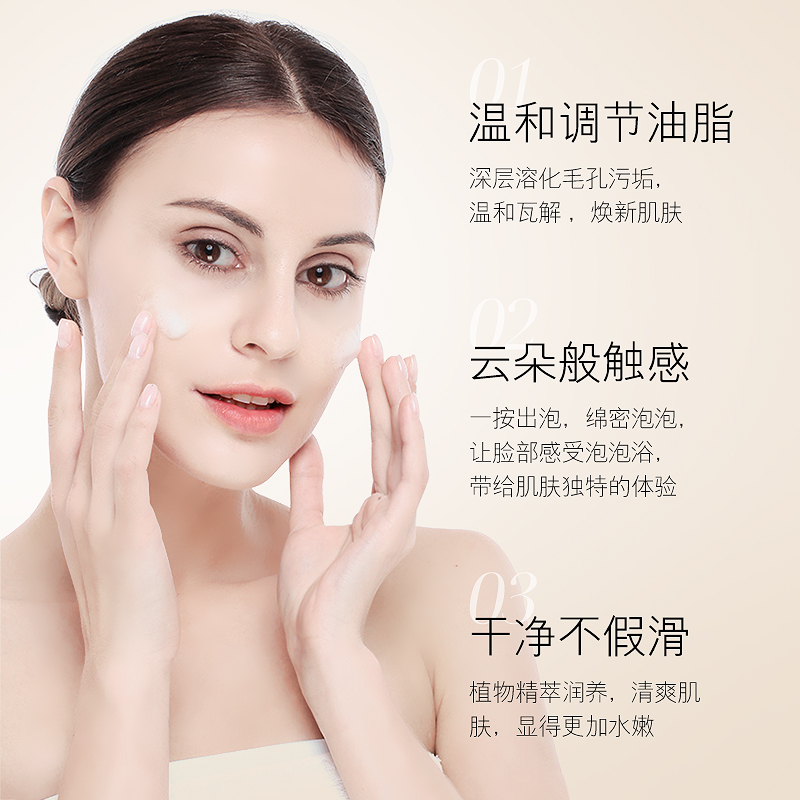 01
温和调节油脂
深层溶化毛孔污垢,
温和瓦解，焕新肌肤
02
云朵般触感
一按出泡，绵密泡泡，
让脸部感受泡泡浴，
带给肌肤独特的体验
03
干净不假滑
植物精萃润养，清爽肌
肤，显得更加水嫩